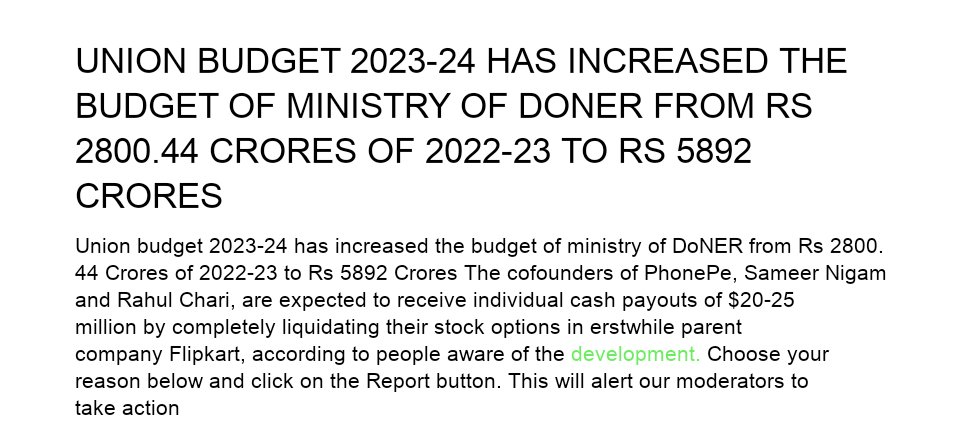 UNION BUDGET 2023-24 HAS INCREASED THE
BUDGET OF MINISTRY OF DONER FROM RS
2800.44 CRORES OF 2022-23 TO RS 5892
CRORES
Union budget 2023-24 has increased the budget of ministry of DoNER from Rs 2800.
44 Crores of 2022-23 to Rs 5892 Crores The cofounders of PhonePe, Sameer Nigam
and Rahul Chari, are expected to receive individual cash payouts of $20-25
million by completely liquidating their stock options in erstwhile parent
company Flipkart, according to people aware of the development. Choose your
reason below and click on the Report button. This will alert our moderators to
take action